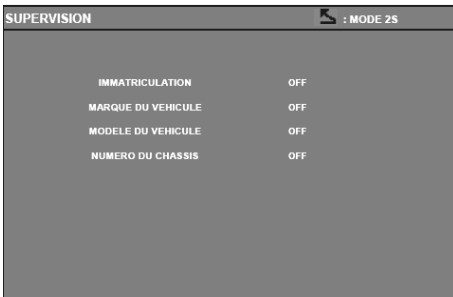 SUPERVISION : MODE 2S
IMMATRICULATION OFF
MARQUE DU VEHICULE OFF
MODELE DU VEHICULE OFF
NUMERO DU CHASSIS OFF